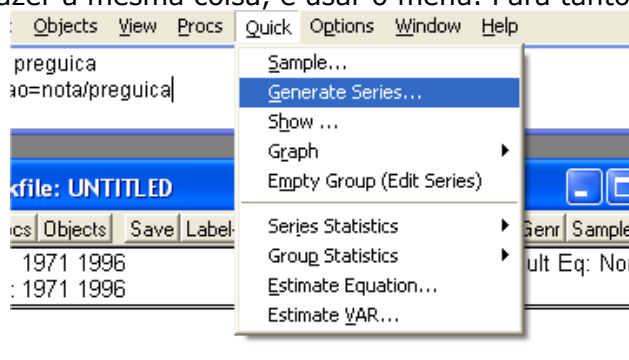 azer a mesma coisa, é usar o menu. Para tanto
Objects View Procs Quick Options Window Help
preguica
ao=nota/preguica
Sample...
Generate Series...
Show ...
Graph
Empty Group (Edit Series)
Series Statistics
Group Statistics
Estimate Equation...
Estimate VAR...
kfile: UNTITLED
cs Objects Save Label- Genr Sample
1971 1996 ult Eq: No
: 1971 1996